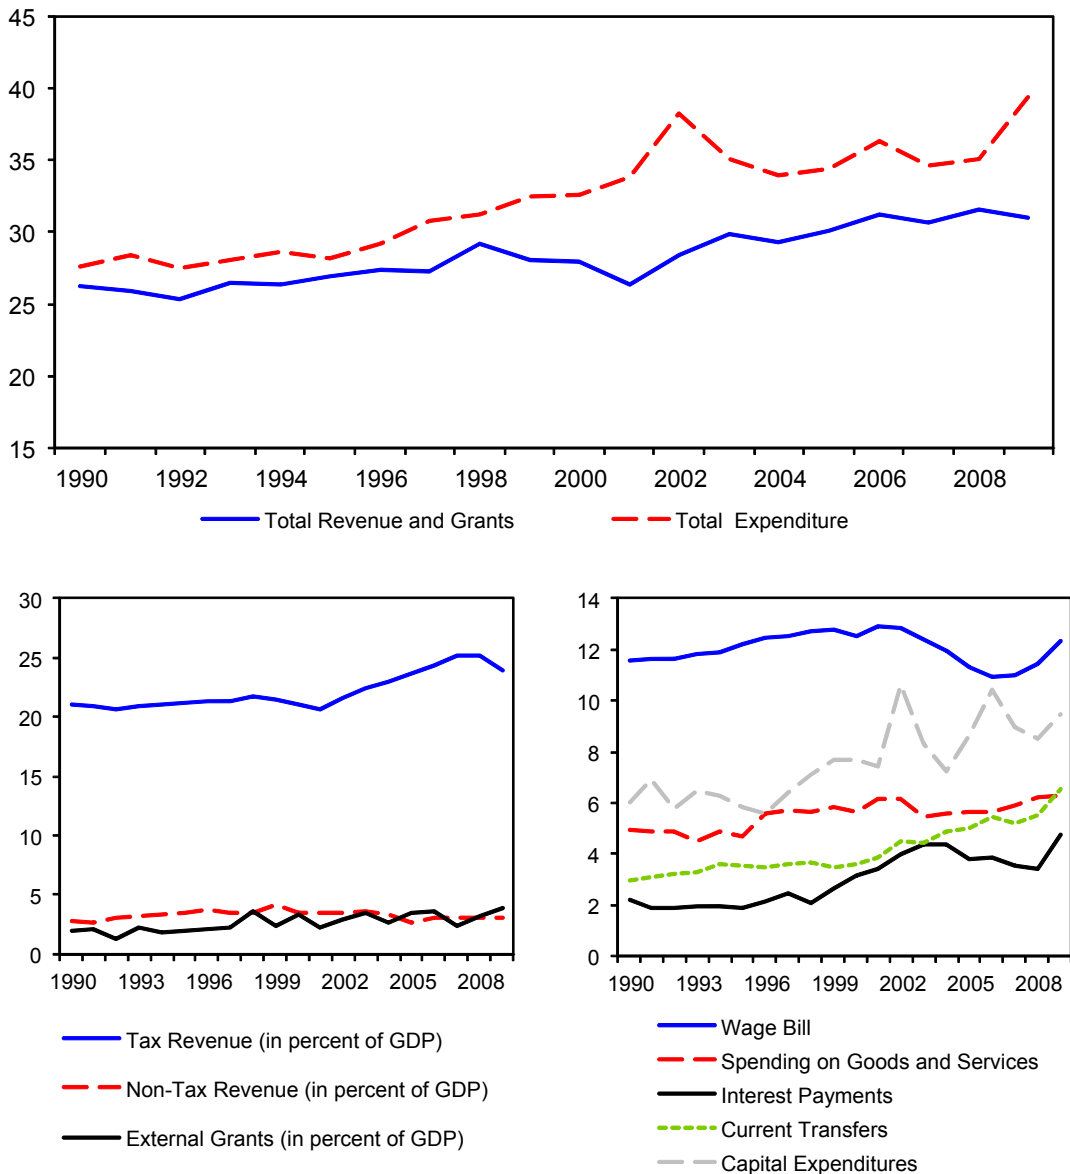 45
40
35
30
25
20
15
1990 1992 1994 1996 1998 2000 2002 2004 2006 2008
Total Revenue and Grants Total Expenditure
30
25
20
15
10
5
0
1990 1993 1996 1999 2002 2005 2008
Tax Revenue (in percent of GDP)
Non-Tax Revenue (in percent of GDP)
External Grants (in percent of GDP)
14
12
10
8
6
4
2
0
1990 1993 1996 1999 2002 2005 2008
Wage Bill
Spending on Goods and Services
Interest Payments
Current Transfers
Capital Expenditures